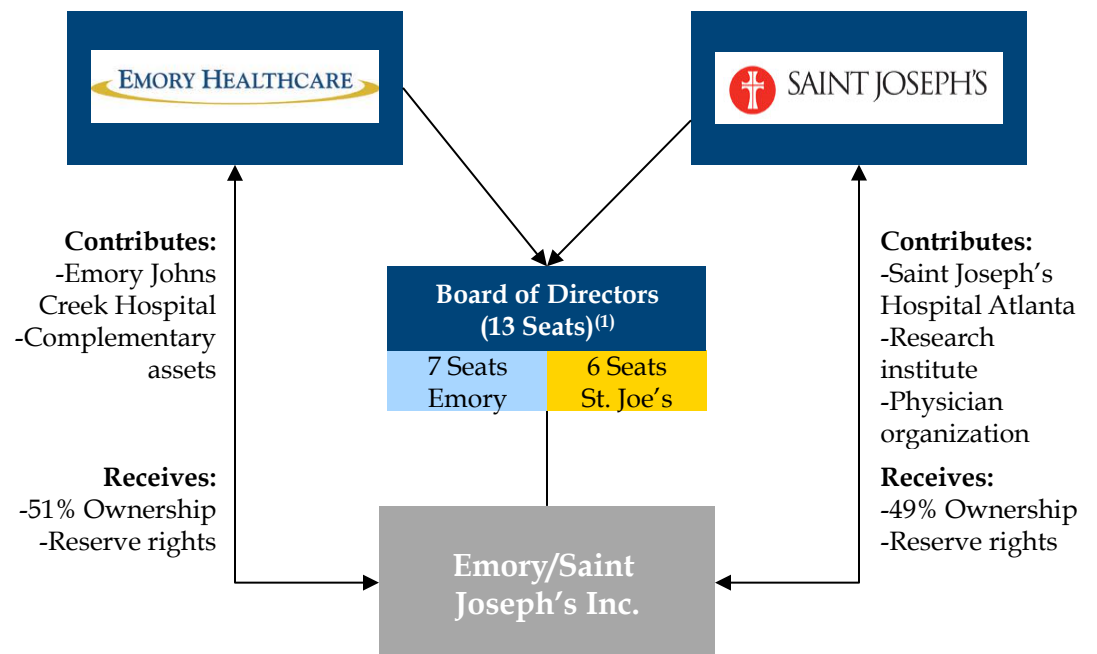 EMORY HEALTHCARE
SAINT JOSEPH'S
Contributes:
-Emory Johns
Creek Hospital
-Complementary
assets
Receives:
-51% Ownership
-Reserve rights
Board of Directors
(13 Seats)(1)
7 Seats
Emory
6 Seats
St. Joe’s
Contributes:
-Saint Joseph’s
Hospital Atlanta
-Research
institute
-Physician
organization
Receives:
-49% Ownership
-Reserve rights
Emory/Saint
Joseph’s Inc.